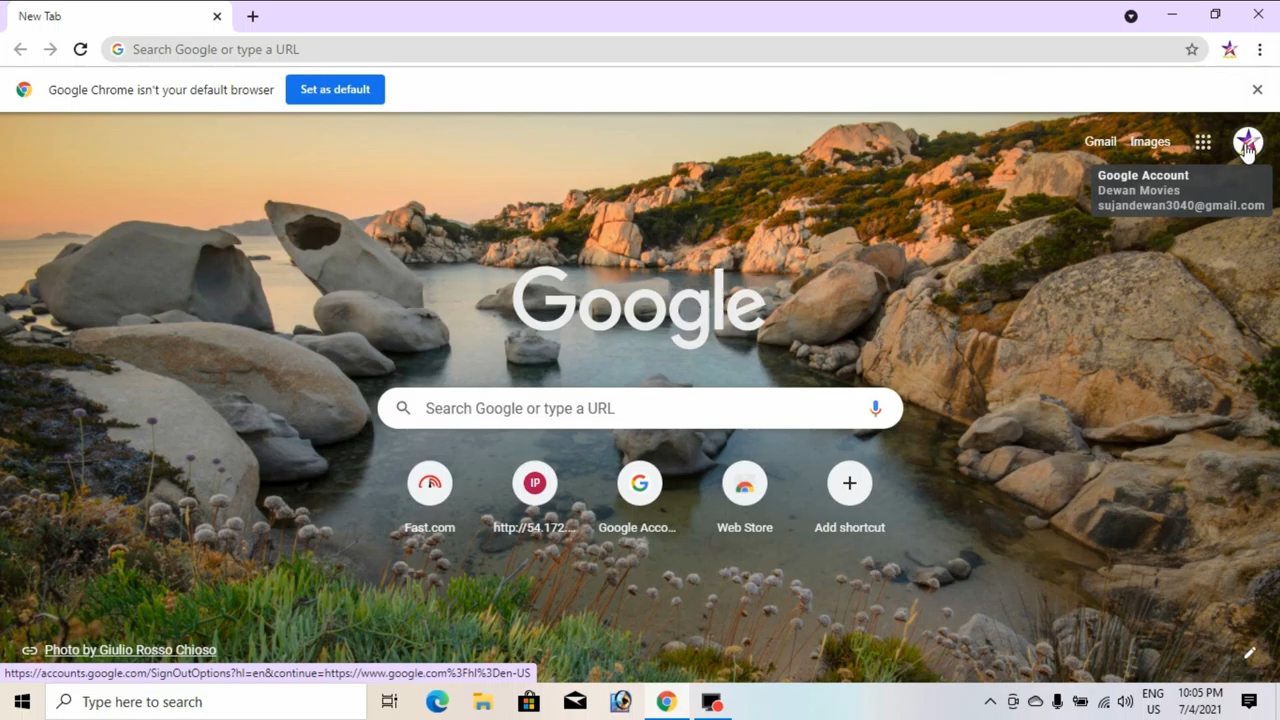 New Tab
Search Google or type a URL
Google Chrome isn't your default browser
Set as default
Gmail
Images
Google Account
Dewan Movies
sujandewan3040@gmail.com
Google
Search Google or type a URL
IP
Fast.com
http://54.172....
Google Acco...
Web Store
Add shortcut
Photo by Giulio Rosso Chioso
https://accounts.google.com/SignOutOptions?hl=en&continue=https://www.google.com%3Fhl%3Den-US
Type here to search
ENG
US
10:05 PM
7/4/2021